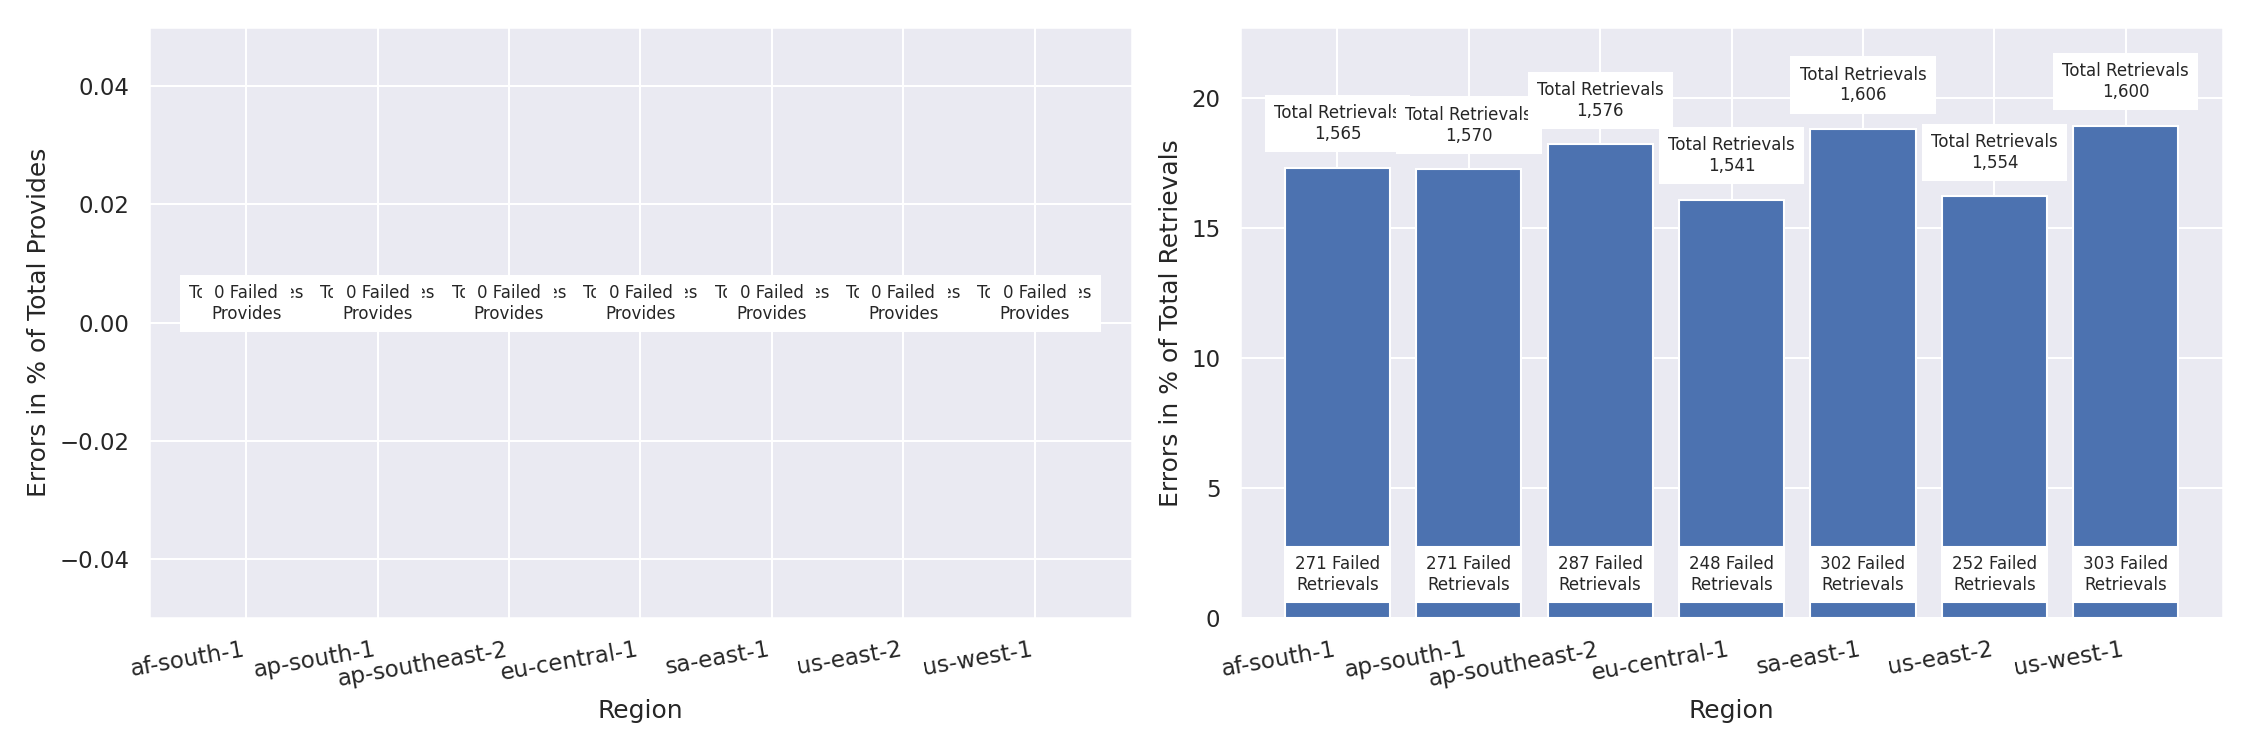 Errors in % of Total Provides
0.04
0.02
0.00
−0.02
−0.04
0 Failed
Provides
0 Failed
Provides
0 Failed
Provides
0 Failed
Provides
0 Failed
Provides
0 Failed
Provides
0 Failed
Provides
af-south-1
ap-south-1
ap-southeast-2
eu-central-1
sa-east-1
us-east-2
us-west-1
Region
Errors in % of Total Retrievals
20
15
10
5
0
Total Retrievals
1,565
Total Retrievals
1,570
Total Retrievals
1,576
Total Retrievals
1,541
Total Retrievals
1,606
Total Retrievals
1,554
Total Retrievals
1,600
271 Failed
Retrievals
271 Failed
Retrievals
287 Failed
Retrievals
248 Failed
Retrievals
302 Failed
Retrievals
252 Failed
Retrievals
303 Failed
Retrievals
af-south-1
ap-south-1
ap-southeast-2
eu-central-1
sa-east-1
us-east-2
us-west-1
Region